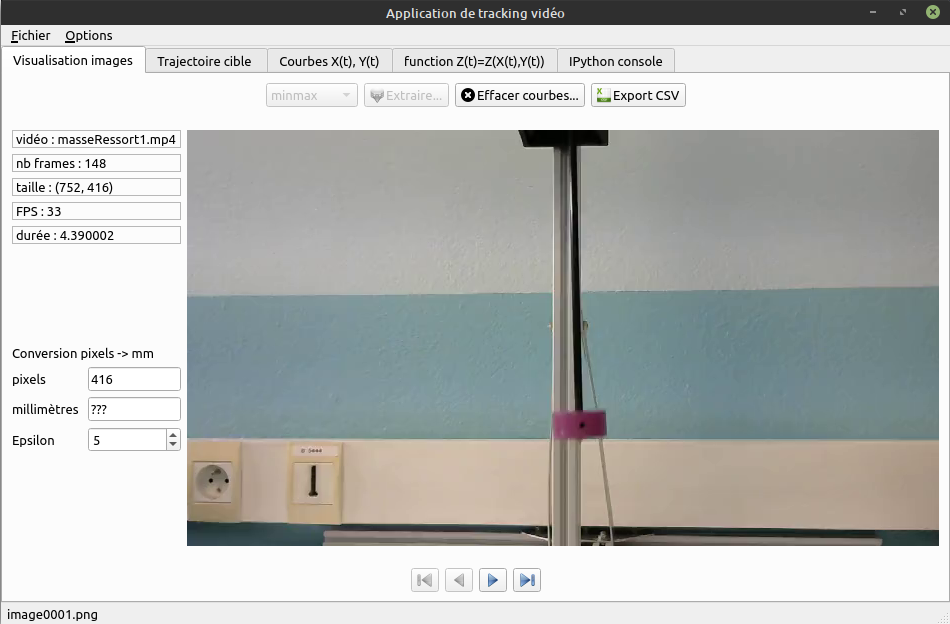 Application de tracking vidéo
Fichier Options
Visualisation images Trajectoire cible Courbes X(t), Y(t) function Z(t)=Z(X(t),Y(t)) IPython console
minmax Extraire... Effacer courbes... Export CSV
vidéo : masseRessort1.mp4
nb frames : 148
taille : (752, 416)
FPS : 33
durée : 4.390002
Conversion pixels -> mm
pixels 416
millimètres ???
Epsilon 5
image0001.png